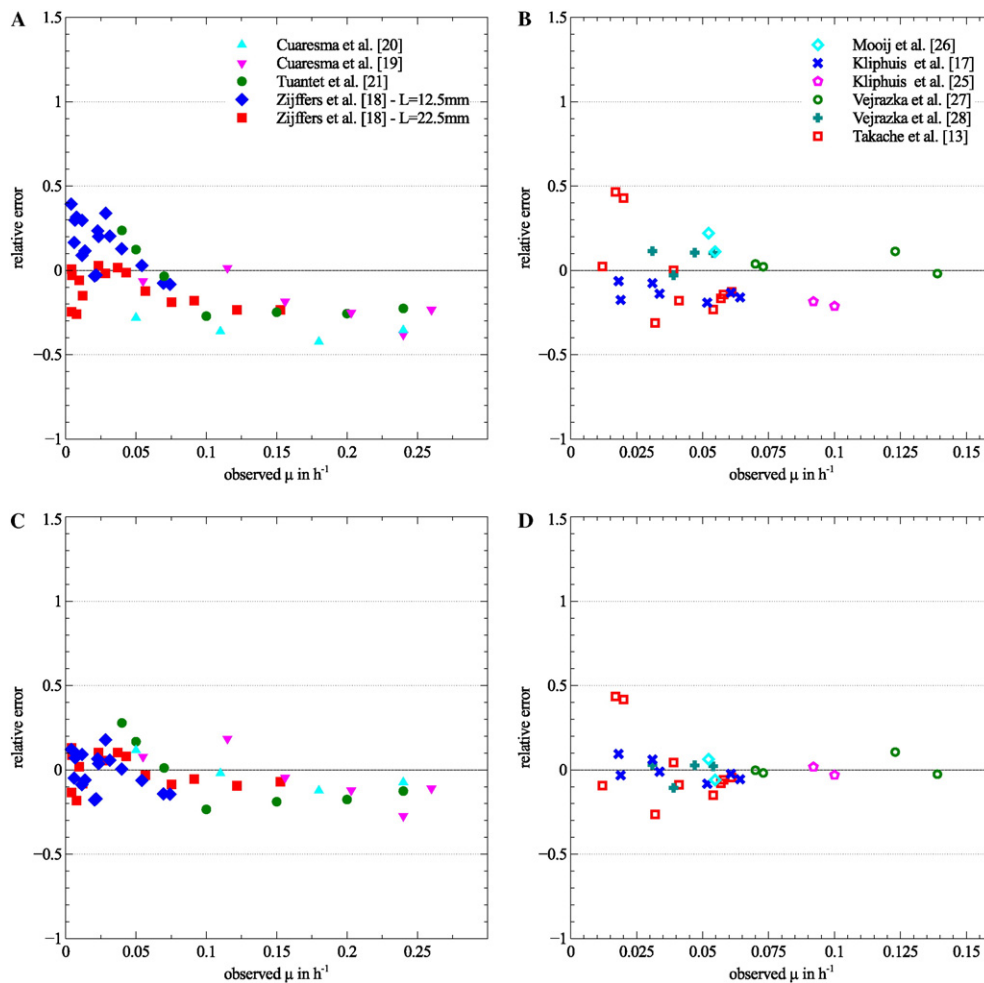 A
1.5
1
0.5
0
−0.5
−1
relative error
Cuaresma et al. [20]
Cuaresma et al. [19]
Tuantet et al. [21]
Zijffers et al. [18] - L=12.5mm
Zijffers et al. [18] - L=22.5mm
0 0.05 0.1 0.15 0.2 0.25
observed μ in h-1
B
1.5
1
0.5
0
−0.5
−1
relative error
Mooij et al. [26]
Kliphuis et al. [17]
Kliphuis et al. [25]
Vejrazka et al. [27]
Vejrazka et al. [28]
Takache et al. [13]
0 0.025 0.05 0.075 0.1 0.125 0.15
observed μ in h-1
C
1.5
1
0.5
0
−0.5
−1
relative error
0 0.05 0.1 0.15 0.2 0.25
observed μ in h-1
D
1.5
1
0.5
0
−0.5
−1
relative error
0 0.025 0.05 0.075 0.1 0.125 0.15
observed μ in h-1